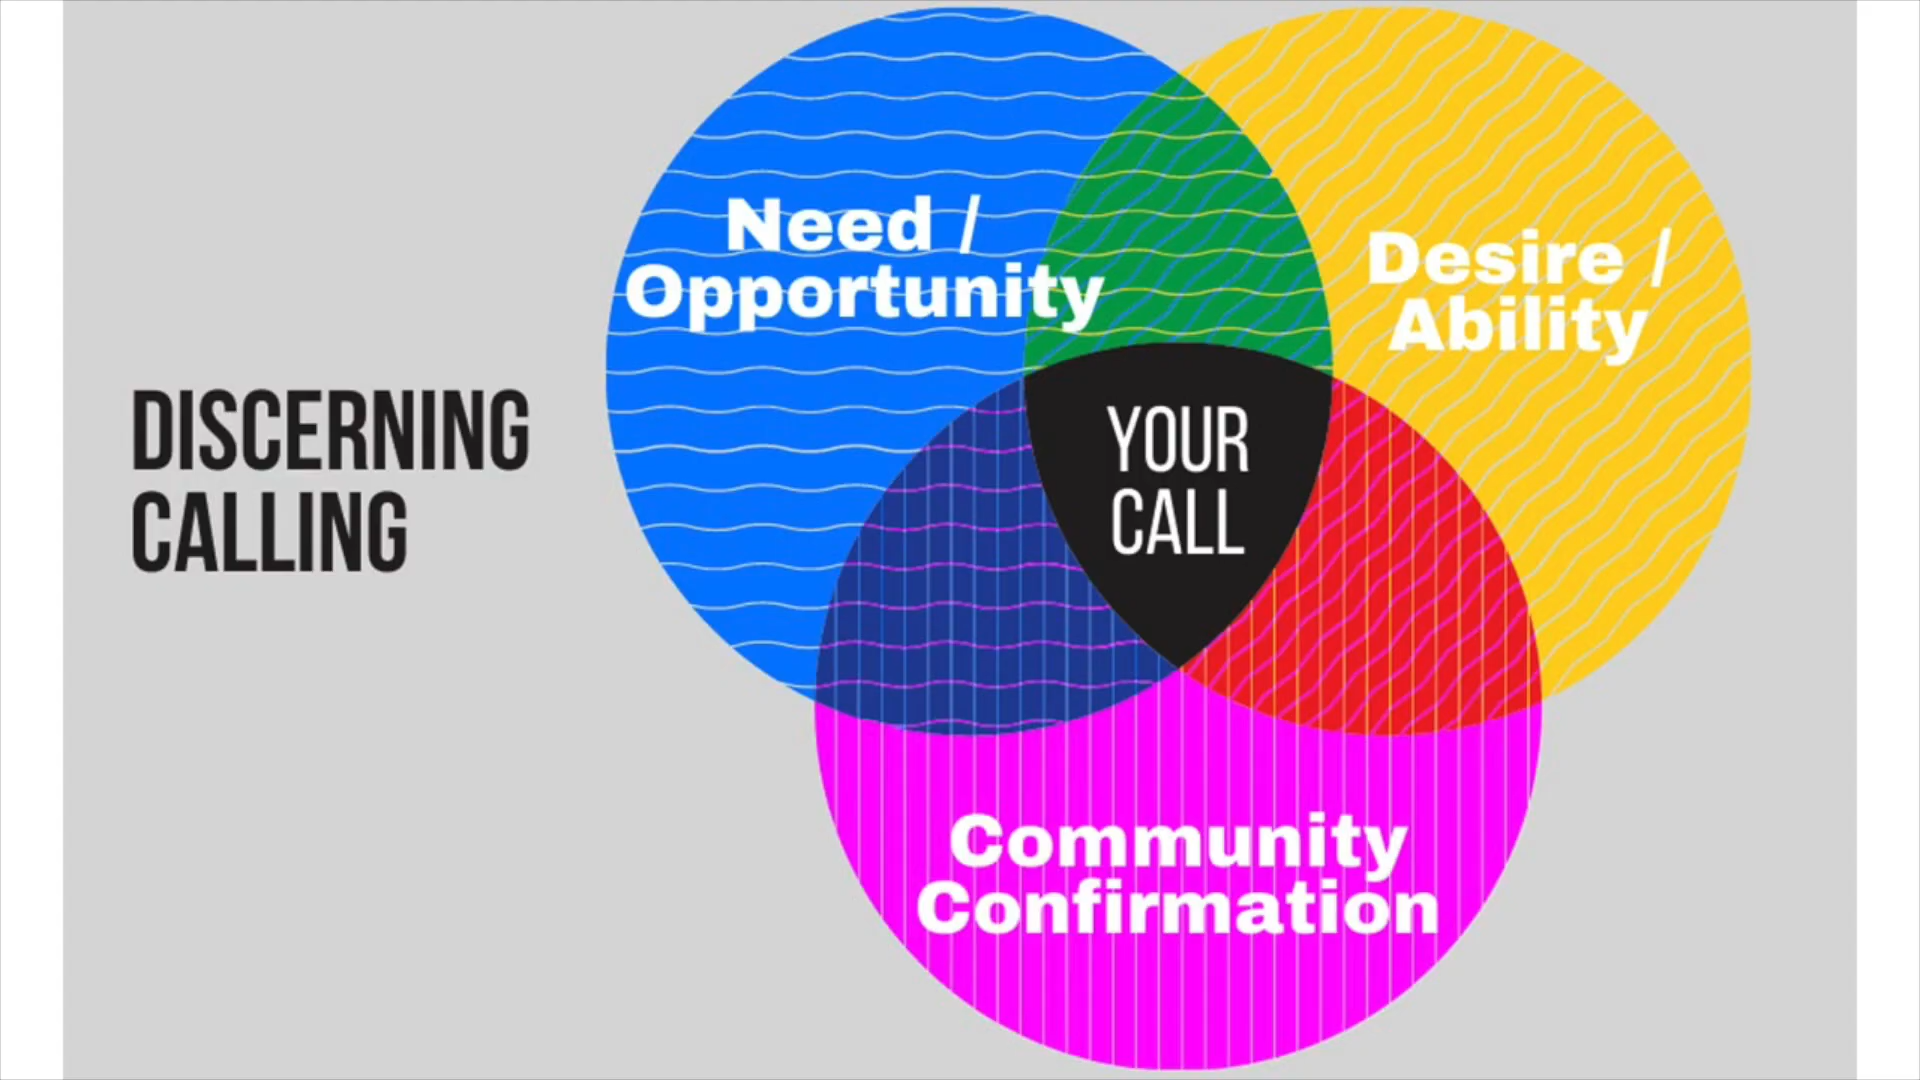 DISCERNING
CALLING
Need /
Opportunity
Desire /
Ability
YOUR
CALL
Community
Confirmation